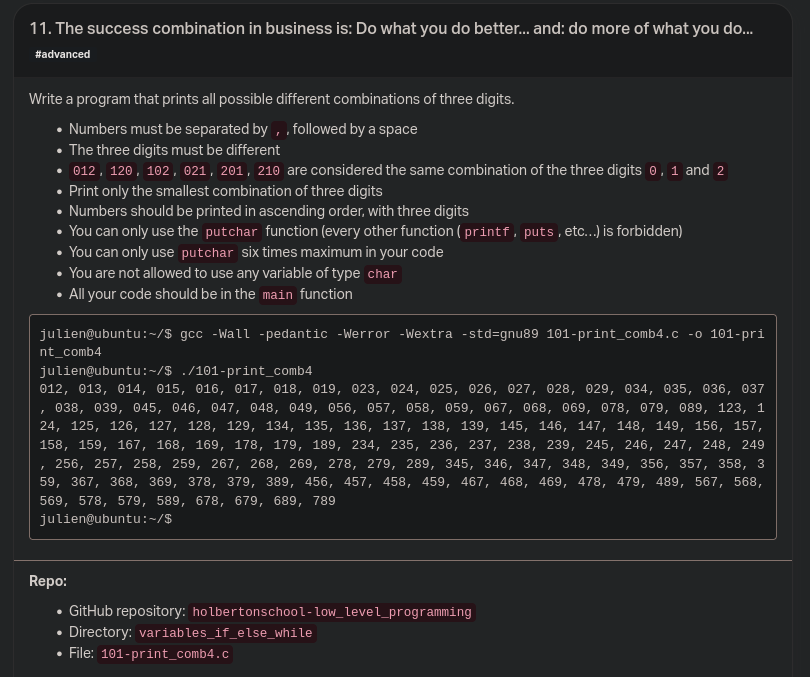 11. The success combination in business is: Do what you do better... and: do more of what you do...
#advanced
Write a program that prints all possible different combinations of three digits.
• Numbers must be separated by ,, followed by a space
• The three digits must be different
• 012, 120, 102, 021, 201, 210 are considered the same combination of the three digits 0, 1 and 2
• Print only the smallest combination of three digits
• Numbers should be printed in ascending order, with three digits
• You can only use the putchar function (every other function (printf, puts, etc…) is forbidden)
• You can only use putchar six times maximum in your code
• You are not allowed to use any variable of type char
• All your code should be in the main function
julien@ubuntu:~/$ gcc -Wall -pedantic -Werror -Wextra -std=gnu89 101-print_comb4.c -o 101-pri
nt_comb4
julien@ubuntu:~/$ ./101-print_comb4
012, 013, 014, 015, 016, 017, 018, 019, 023, 024, 025, 026, 027, 028, 029, 034, 035, 036, 037
, 038, 039, 045, 046, 047, 048, 049, 056, 057, 058, 059, 067, 068, 069, 078, 079, 089, 123, 1
24, 125, 126, 127, 128, 129, 134, 135, 136, 137, 138, 139, 145, 146, 147, 148, 149, 156, 157,
158, 159, 167, 168, 169, 178, 179, 189, 234, 235, 236, 237, 238, 239, 245, 246, 247, 248, 249
, 256, 257, 258, 259, 267, 268, 269, 278, 279, 289, 345, 346, 347, 348, 349, 356, 357, 358, 3
59, 367, 368, 369, 378, 379, 389, 456, 457, 458, 459, 467, 468, 469, 478, 479, 489, 567, 568,
569, 578, 579, 589, 678, 679, 689, 789
julien@ubuntu:~/$
Repo:
• GitHub repository: holbertonschool-low_level_programming
• Directory: variables_if_else_while
• File: 101-print_comb4.c